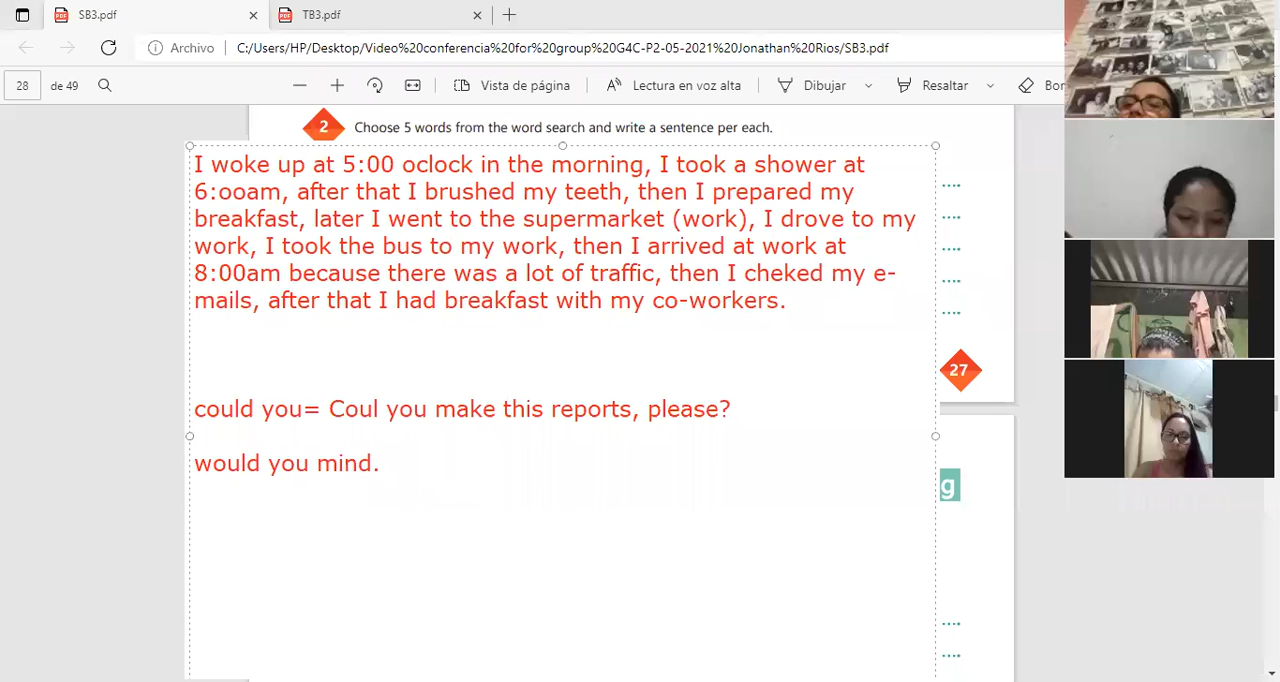 SB3.pdf
TB3.pdf
Archivo
C:/Users/HP/Desktop/Video%20conferencia%20for%20group%20G4C-P2-05-2021%20Jonathan%20Rios/SB3.pdf
28 de 49
Vista de página
Lectura en voz alta
Dibujar
Resaltar
Bor
2 Choose 5 words from the word search and write a sentence per each.
I woke up at 5:00 oclock in the morning, I took a shower at
6:ooam, after that I brushed my teeth, then I prepared my
breakfast, later I went to the supermarket (work), I drove to my
work, I took the bus to my work, then I arrived at work at
8:00am because there was a lot of traffic, then I cheked my e-
mails, after that I had breakfast with my co-workers.
27
could you= Coul you make this reports, please?
would you mind.
g